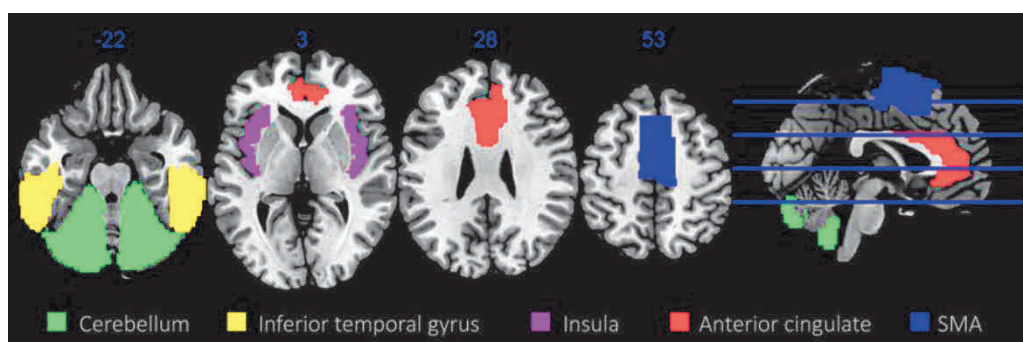 -22 3 28 53
Cerebellum Inferior temporal gyrus Insula Anterior cingulate SMA